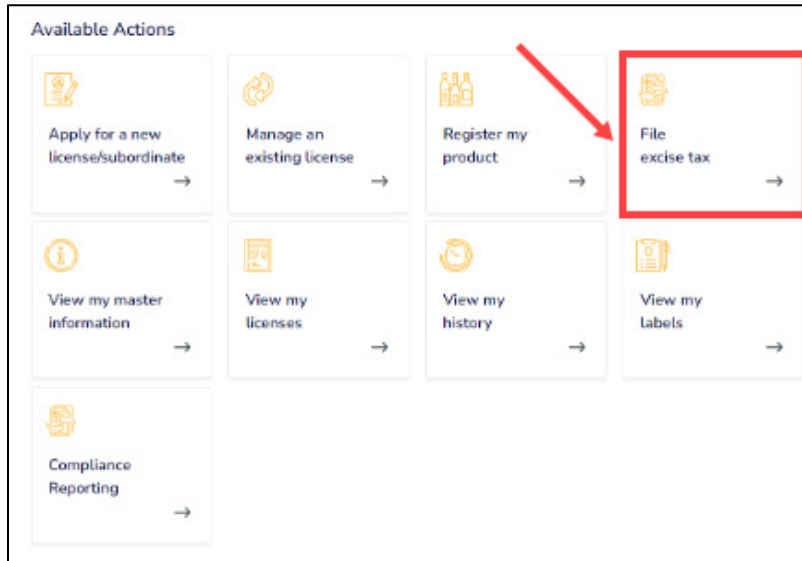 Available Actions
Apply for a new
license/subordinate
Manage an
existing license
Register my
product
File
excise tax
View my master
information
View my
licenses
View my
history
View my
labels
Compliance
Reporting